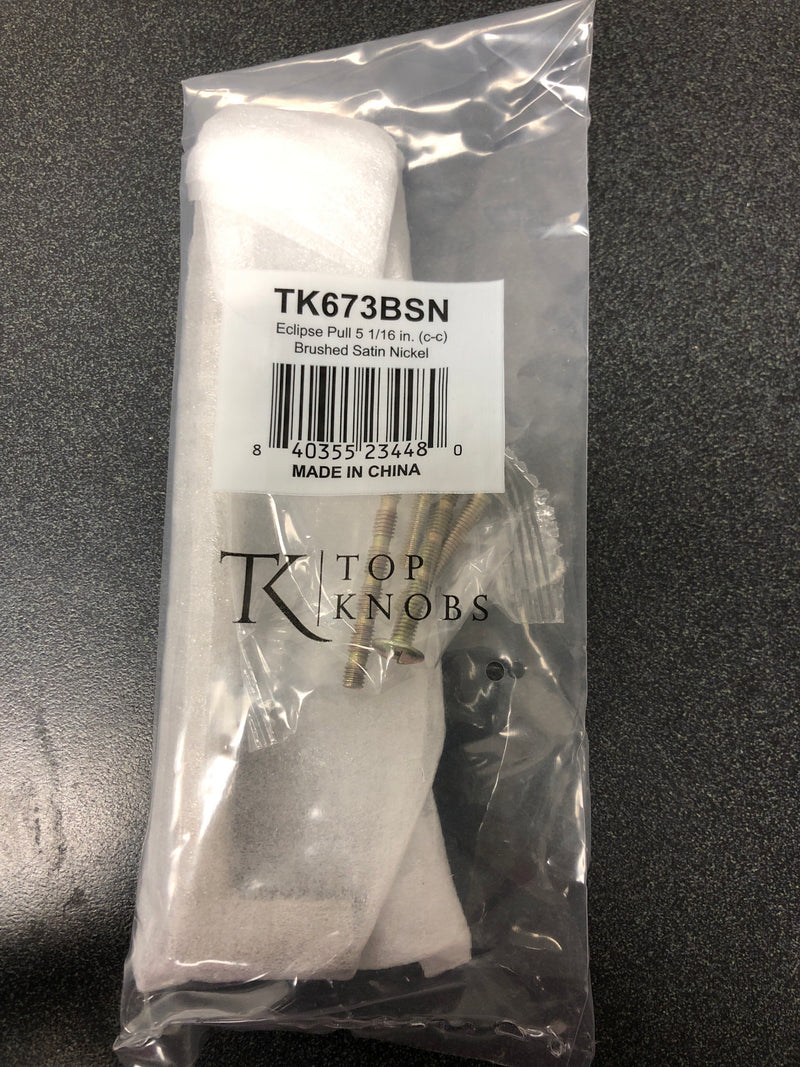 TK673BSN
Eclipse Pull 5 1/16 in. (c-c)
Brushed Satin Nickel
8 40355 23448 0
MADE IN CHINA
TK TOP
KNOBS